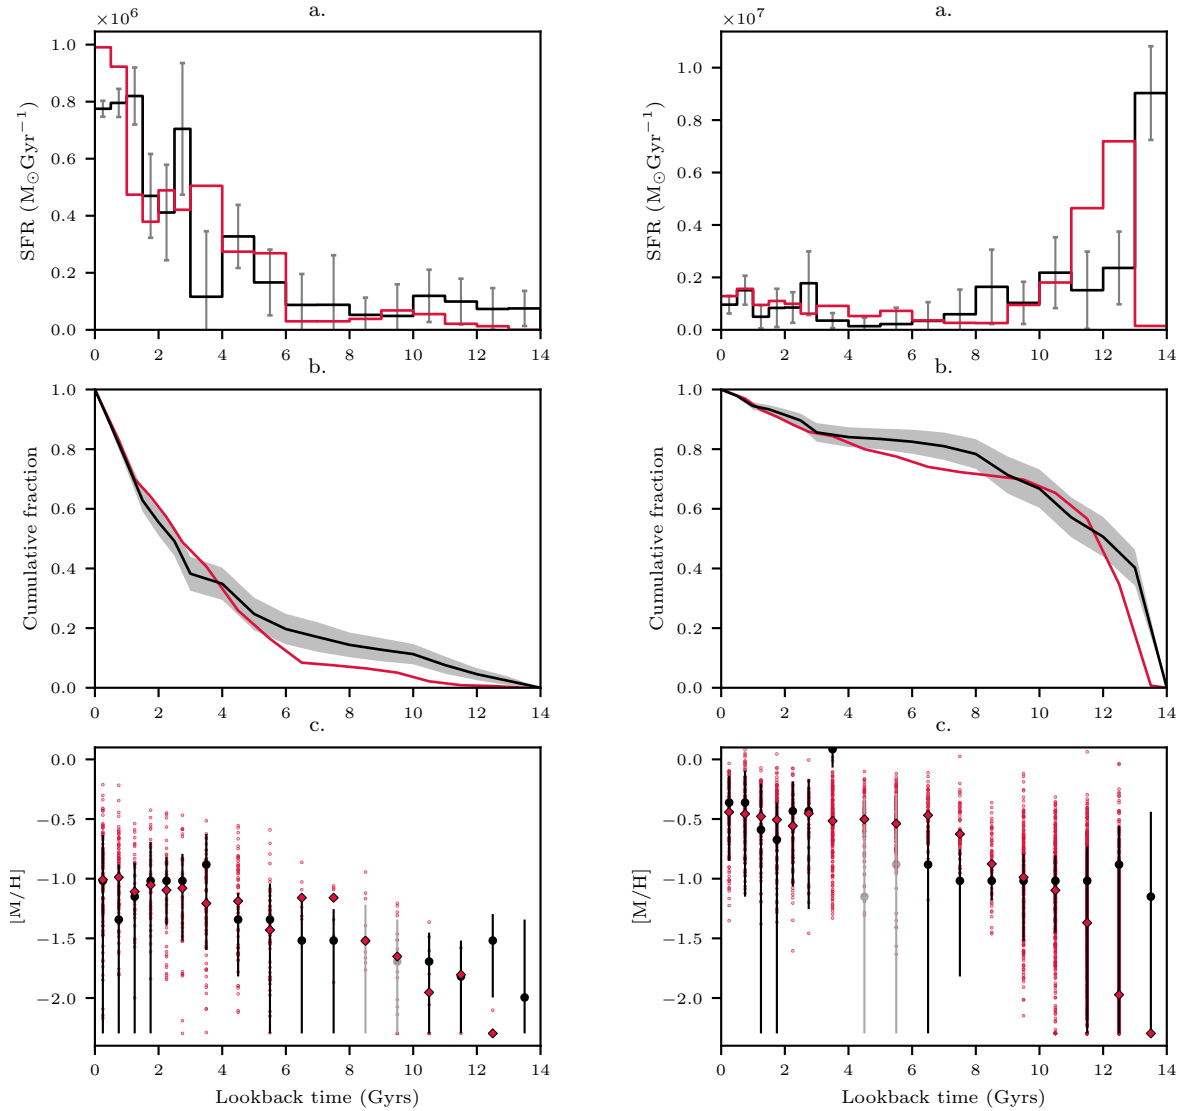 a.
×10⁶
SFR (M⊙Gyr⁻¹)
1.0
0.8
0.6
0.4
0.2
0.0
0 2 4 6 8 10 12 14
b.
Cumulative fraction
1.0
0.8
0.6
0.4
0.2
0.0
0 2 4 6 8 10 12 14
c.
[M/H]
0.0
−0.5
−1.0
−1.5
−2.0
0 2 4 6 8 10 12 14
Lookback time (Gyrs)
a.
×10⁷
SFR (M⊙Gyr⁻¹)
1.0
0.8
0.6
0.4
0.2
0.0
0 2 4 6 8 10 12 14
b.
Cumulative fraction
1.0
0.8
0.6
0.4
0.2
0.0
0 2 4 6 8 10 12 14
c.
[M/H]
0.0
−0.5
−1.0
−1.5
−2.0
0 2 4 6 8 10 12 14
Lookback time (Gyrs)